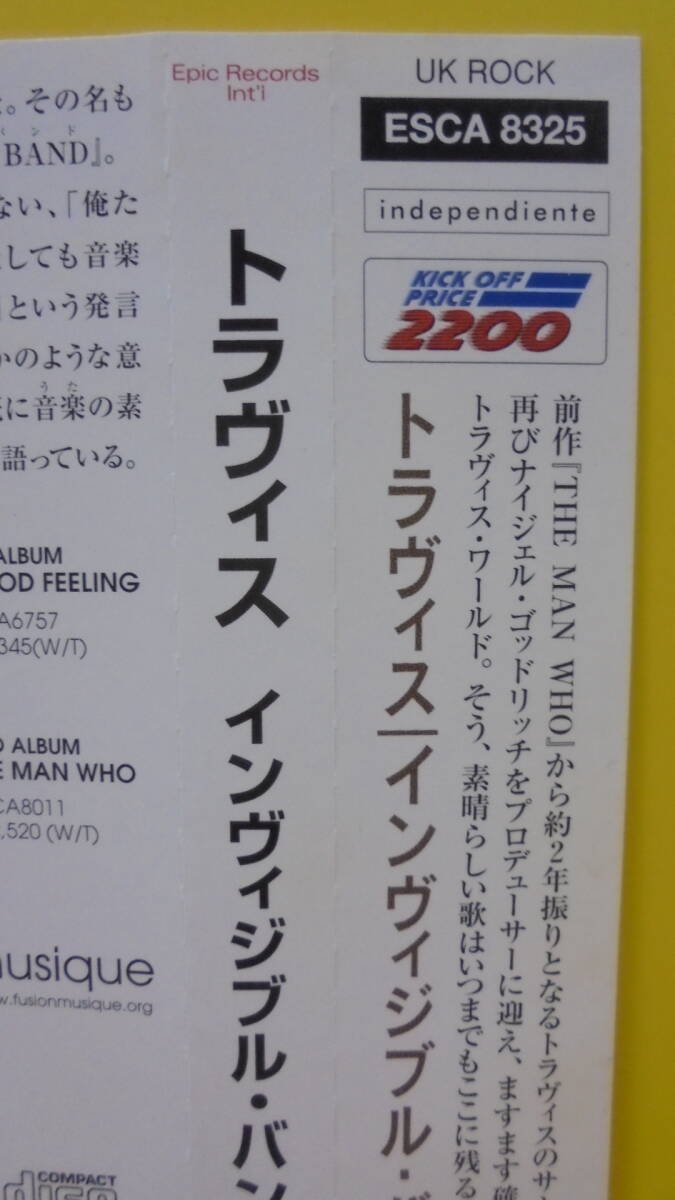 UK ROCK
ESCA 8325
independiente
KICK OFF
PRICE
2200
前作『THE MAN WHO』から約2年振りとなるトラヴィスのサ
再びナイジェル・ゴッドリッチをプロデューサーに迎え、ますます確
トラヴィス・ワールド。そう、素晴らしい歌はいつまでもここに残る
トラヴィス|インヴィジブル・
Epic Records
Int'l
トラヴィス インヴィジブル・バン
。その名も
バンド
BAND』。
ない、「俺た
しても音楽
という発言
かのような意
に音楽の素
うた
語っている。
ALBUM
OD FEELING
A6757
345(W/T)
D ALBUM
E MAN WHO
CA8011
,520 (W/T)
musique
w.fusionmusique.org
COMPACT
disc